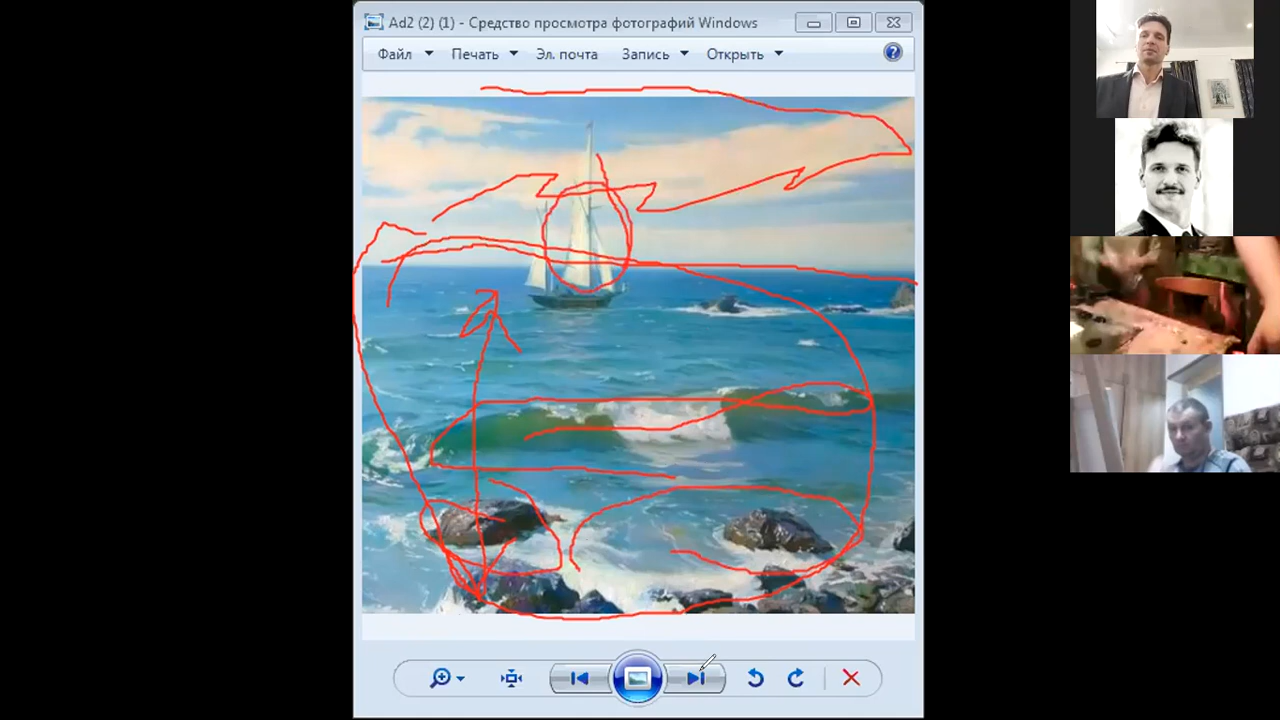 Ad2 (2) (1) - Средство просмотра фотографий Windows
Файл Печать Эл. почта Запись Открыть